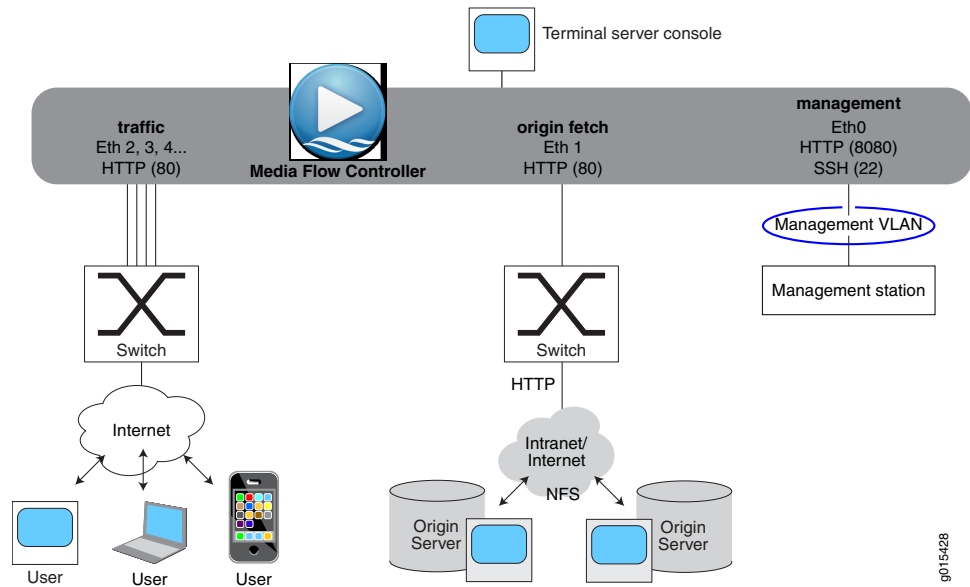 Terminal server console
traffic
Eth 2, 3, 4...
HTTP (80)
Media Flow Controller
origin fetch
Eth 1
HTTP (80)
management
Eth0
HTTP (8080)
SSH (22)
Management VLAN
Management station
Switch
Switch
HTTP
Internet
Intranet/
Internet
NFS
Origin
Server
Origin
Server
User
User
User
g015428